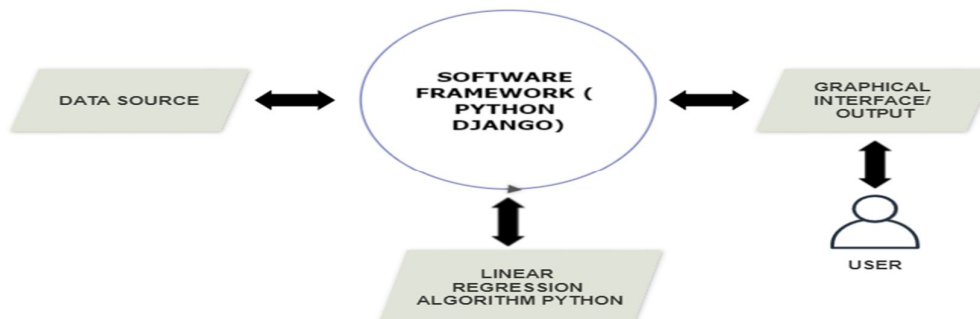 DATA SOURCE
SOFTWARE
FRAMEWORK (
PYTHON
DJANGO)
GRAPHICAL
INTERFACE/
OUTPUT
USER
LINEAR
REGRESSION
ALGORITHM PYTHON